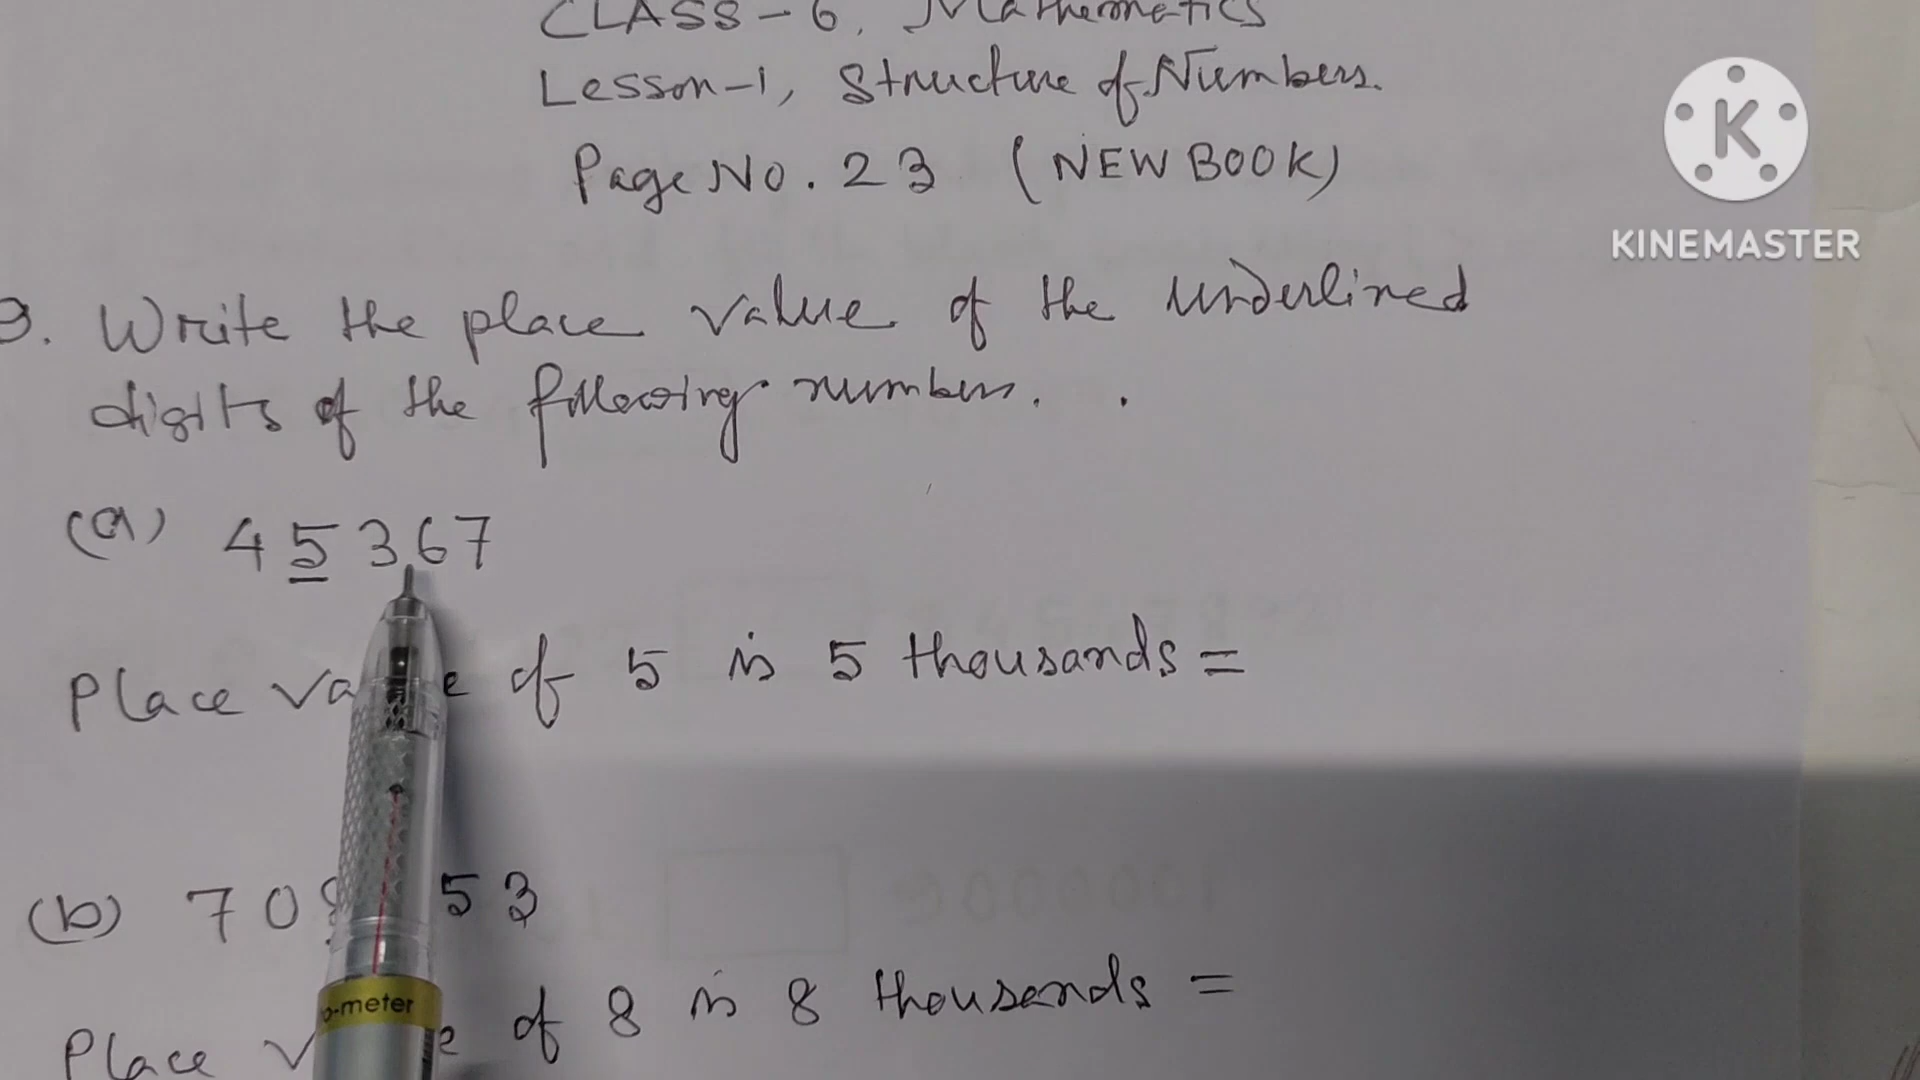 CLASS-6, Mathematics
Lesson-1, Structure of Numbers.
Page No. 23 (NEW BOOK)
K
KINEMASTER
3. Write the place value of the underlined
digits of the following numbers.
(a) 45367
Place of 5 is 5 thousands =
(b) 53
-meter
Place of 8 is 8 thousands =